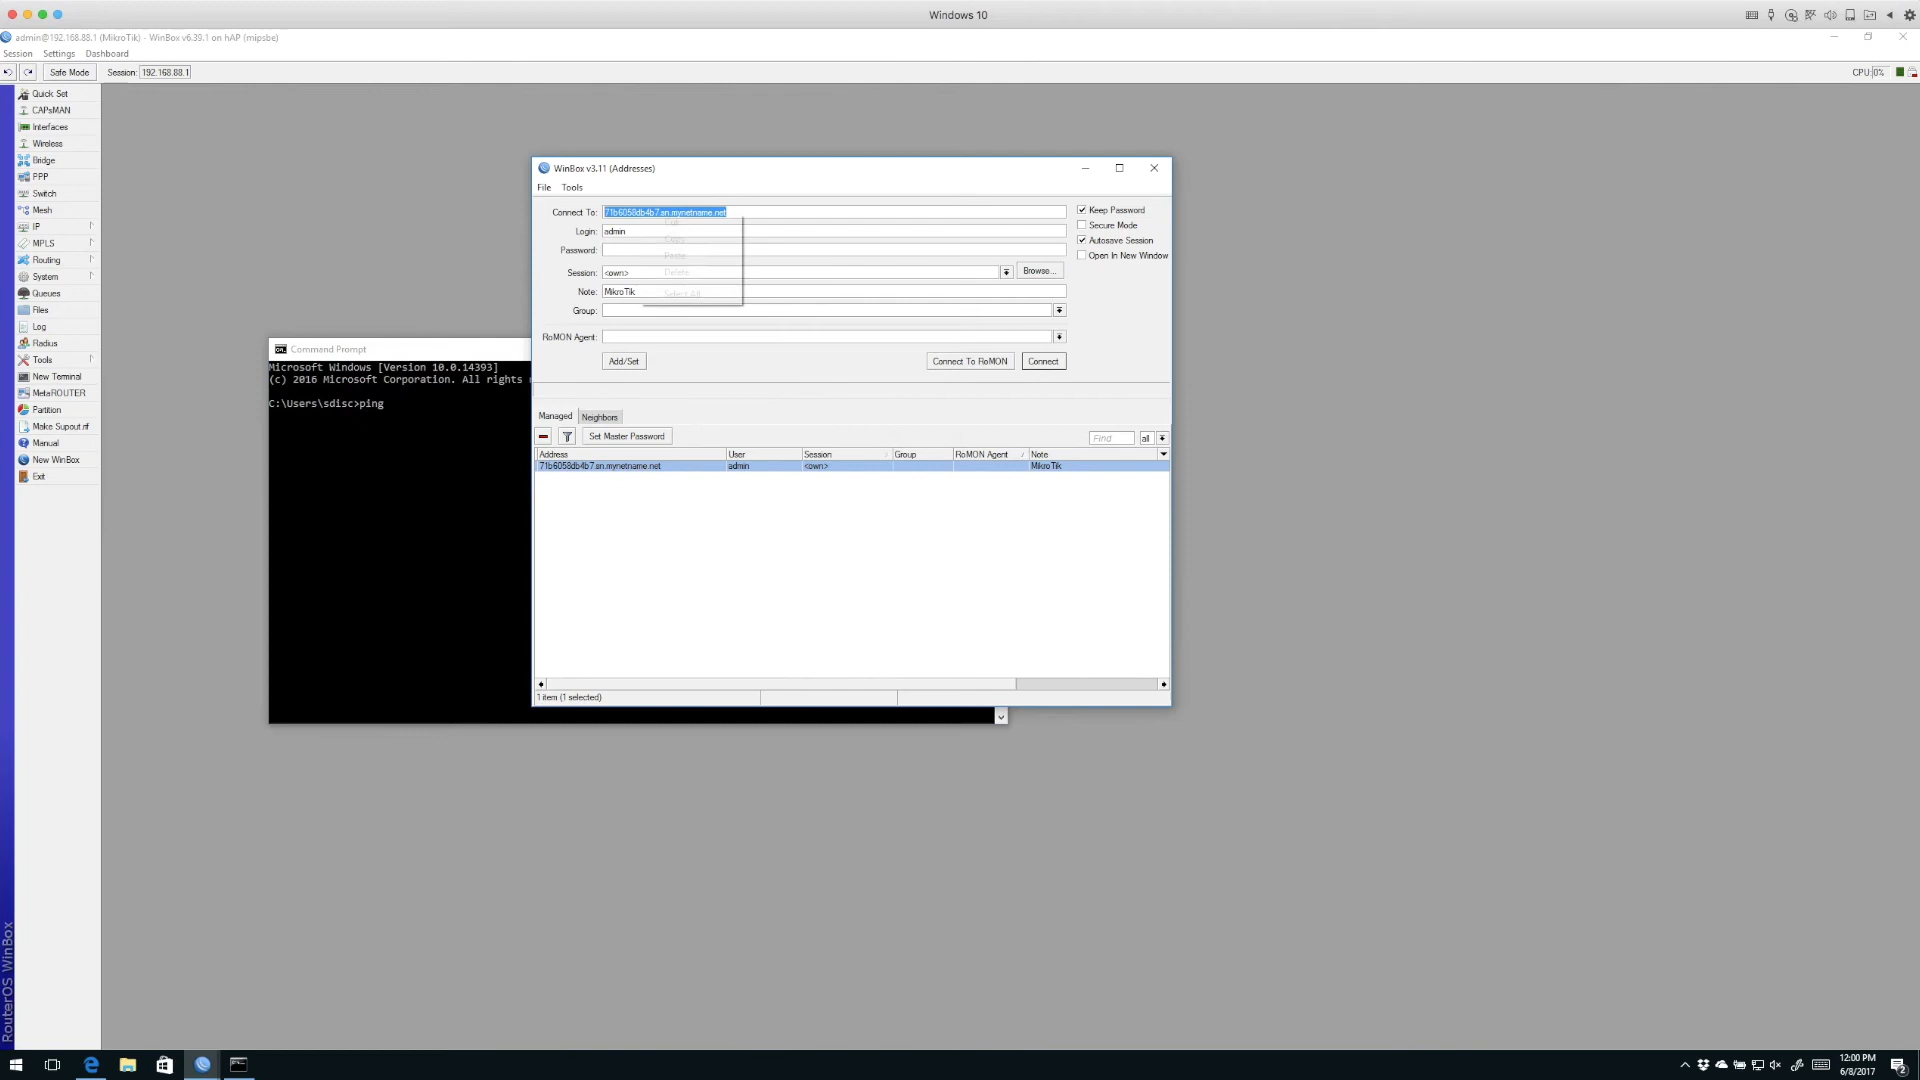 Windows 10
admin@192.168.88.1 (MikroTik) - WinBox v6.39.1 on hAP (mipsbe)
Session Settings Dashboard
Safe Mode Session: 192.168.88.1 CPU: 0%
Quick Set
CAPsMAN
Interfaces
Wireless
Bridge
PPP
Switch
Mesh
IP
MPLS
Routing
System
Queues
Files
Log
Radius
Tools
New Terminal
MetaROUTER
Partition
Make Supout.rif
Manual
New WinBox
Exit
RouterOS WinBox
Command Prompt
Microsoft Windows [Version 10.0.14393]
(c) 2016 Microsoft Corporation. All rights
C:\Users\sdisc>ping
WinBox v3.11 (Addresses)
File Tools
Connect To: 71b6058db4b7.sn.mynetname.net
Login: admin
Password:
Session: <own> Browse...
Note: MikroTik
Group:
RoMON Agent:
Cut
Copy
Paste
Delete
Select All
Keep Password
Secure Mode
Autosave Session
Open In New Window
Add/Set Connect To RoMON Connect
Managed Neighbors
Set Master Password Find all
Address User Session Group RoMON Agent Note
71b6058db4b7.sn.mynetname.net admin <own> MikroTik
1 item (1 selected)
12:00 PM
6/8/2017
2